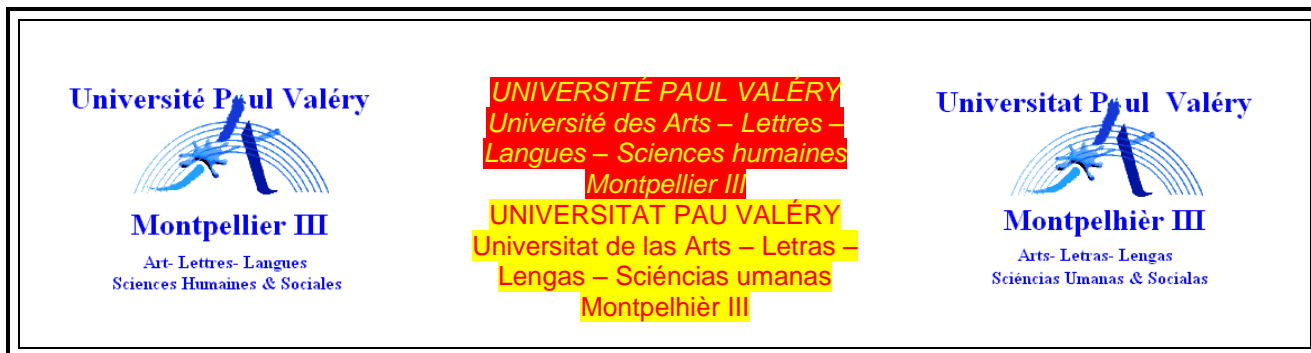 Université Paul Valéry
Montpellier III
Art- Lettres- Langues
Sciences Humaines & Sociales
UNIVERSITÉ PAUL VALÉRY
Université des Arts – Lettres –
Langues – Sciences humaines
Montpellier III
UNIVERSITAT PAU VALÉRY
Universitat de las Arts – Letras –
Lengas – Sciéncias umanas
Montpelhièr III
Universitat Paul Valéry
Montpelhièr III
Arts- Letras- Lengas
Sciéncias Umanas & Socialas